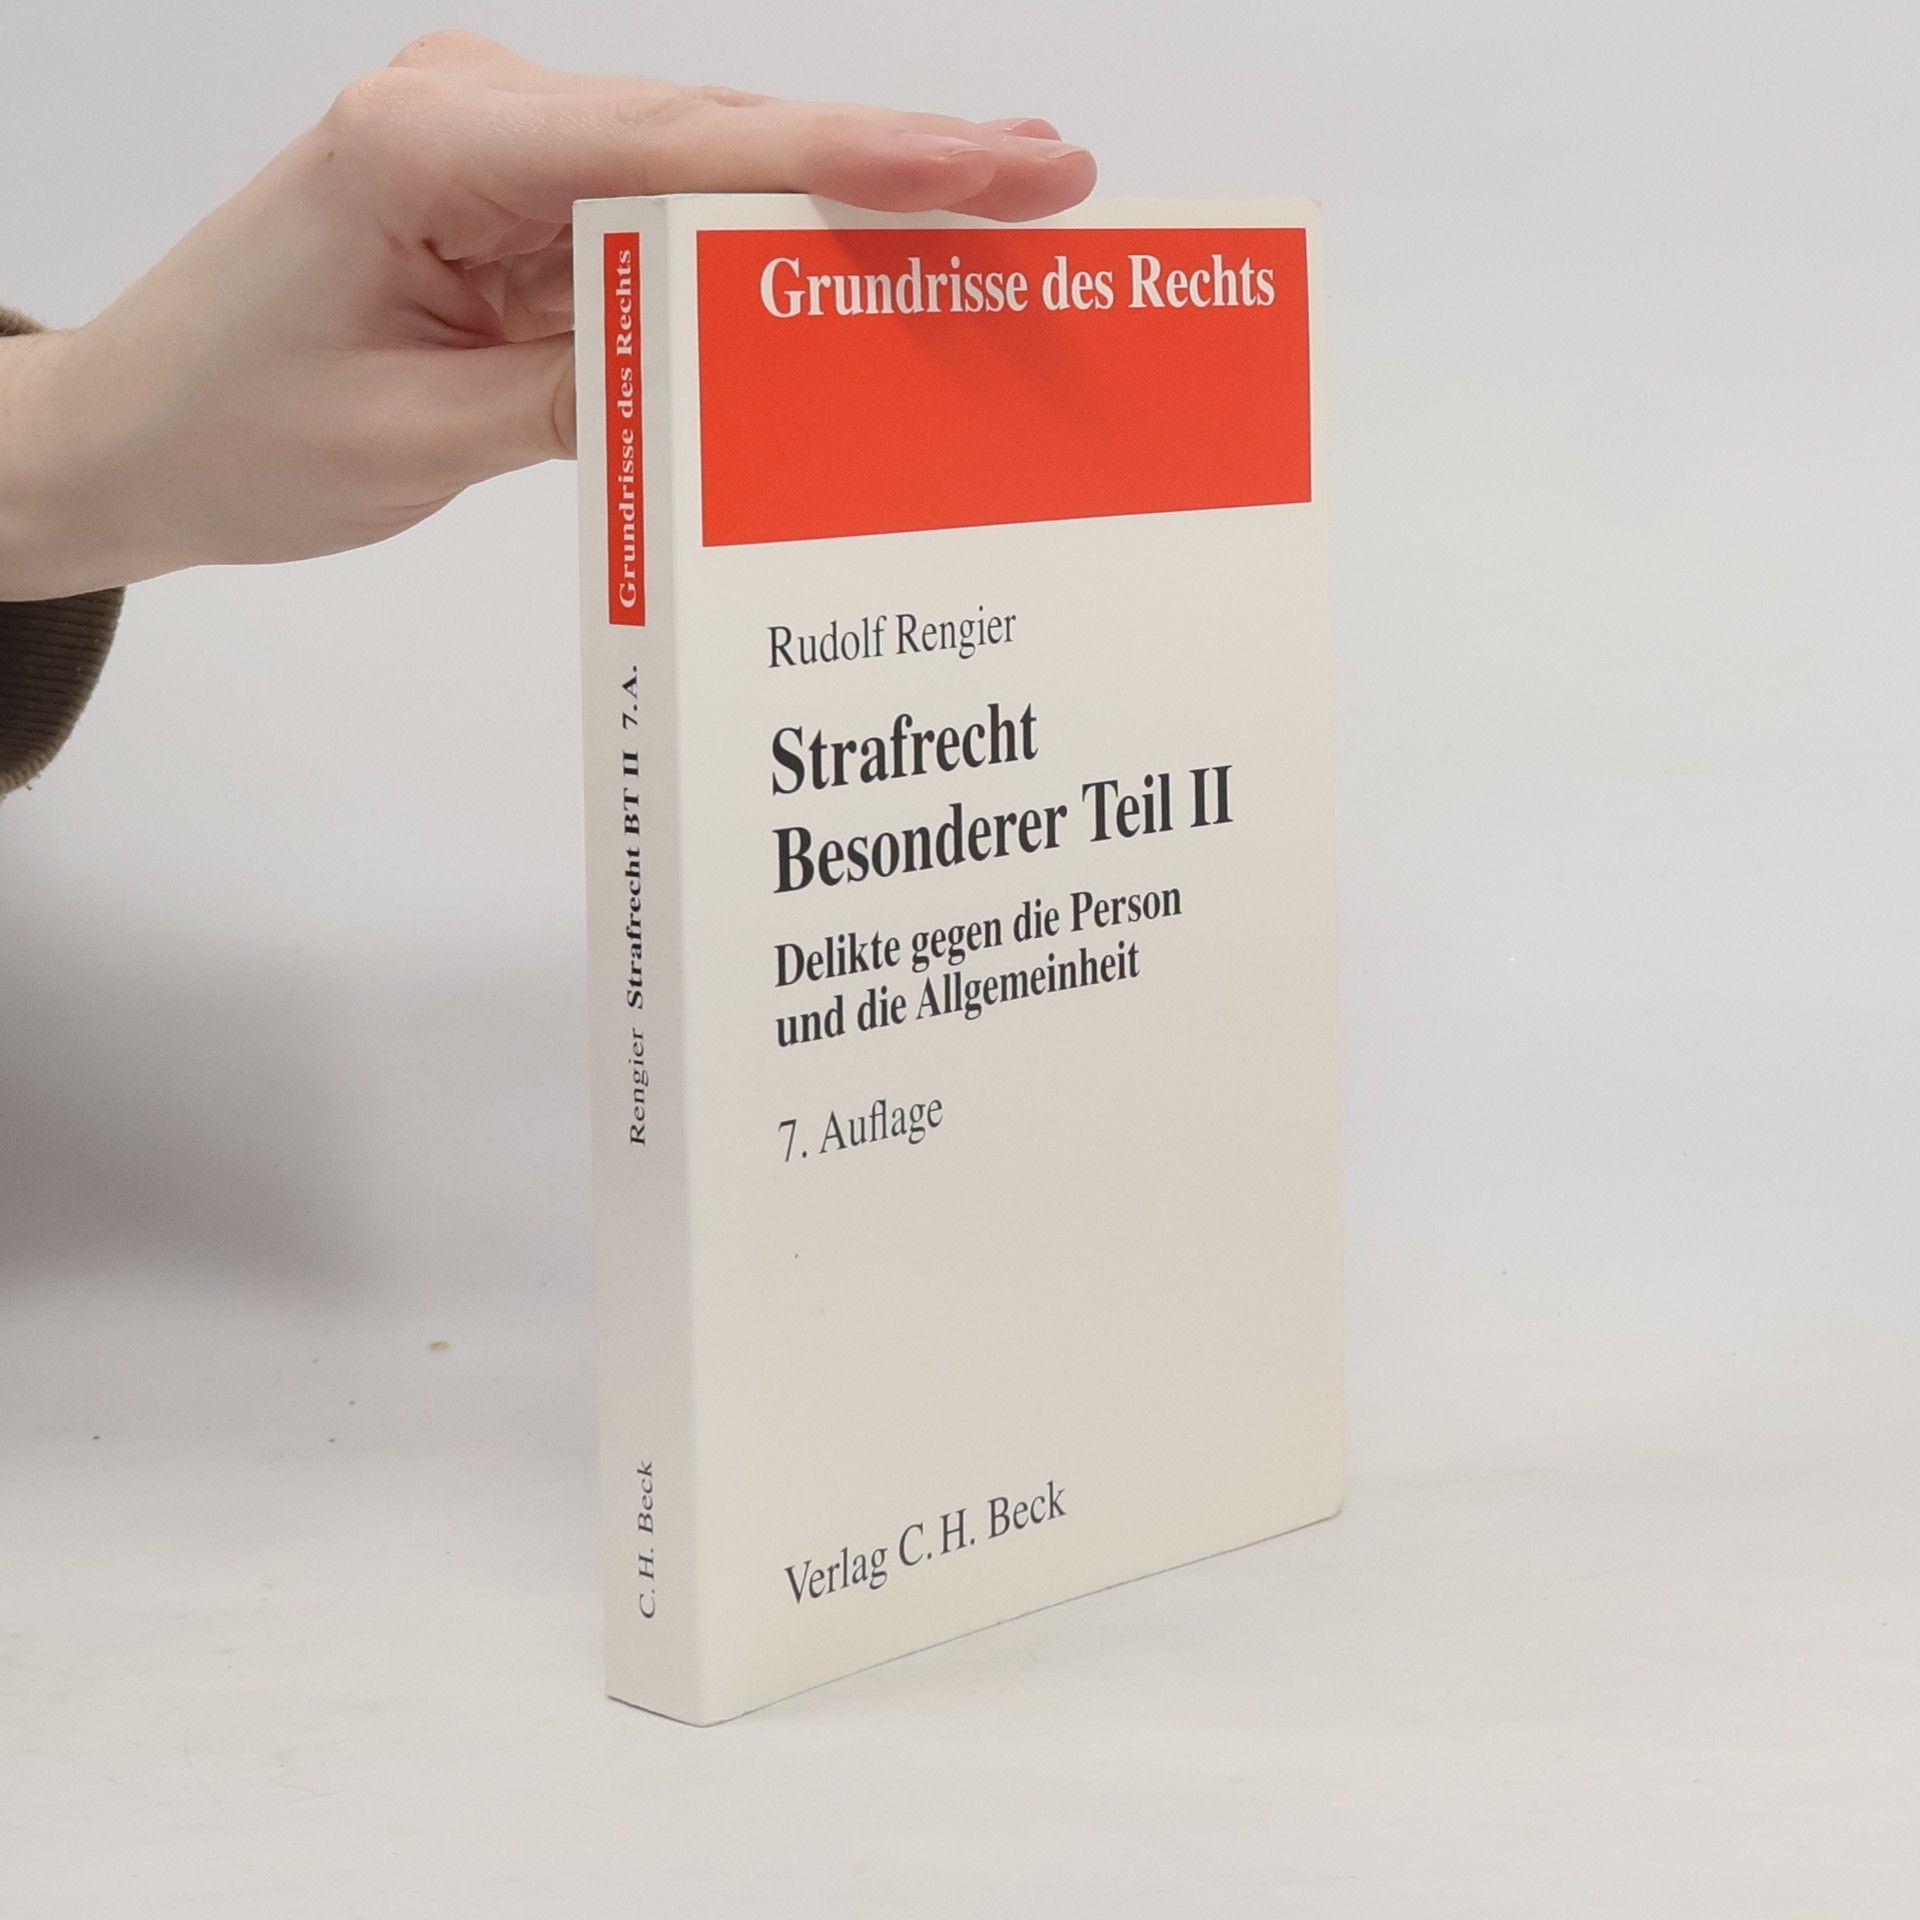 Grundrisse des Rechts
Rudolf Rengier
Strafrecht
Besonderer Teil II
Delikte gegen die Person
und die Allgemeinheit
7. Auflage
Verlag C. H. Beck
C. H. Beck Rengier Strafrecht BT II 7. A. Grundrisse des Rechts